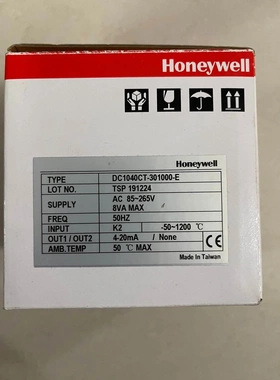 Honeywell
Honeywell
TYPE DC1040CT-301000-E
LOT NO. TSP 191224
SUPPLY AC 85~265V
8VA MAX
FREQ 50HZ
INPUT K2 -50~1200 °C
OUT1 / OUT2 4-20mA / None
AMB.TEMP 50 °C MAX
CE
Made In Taiwan